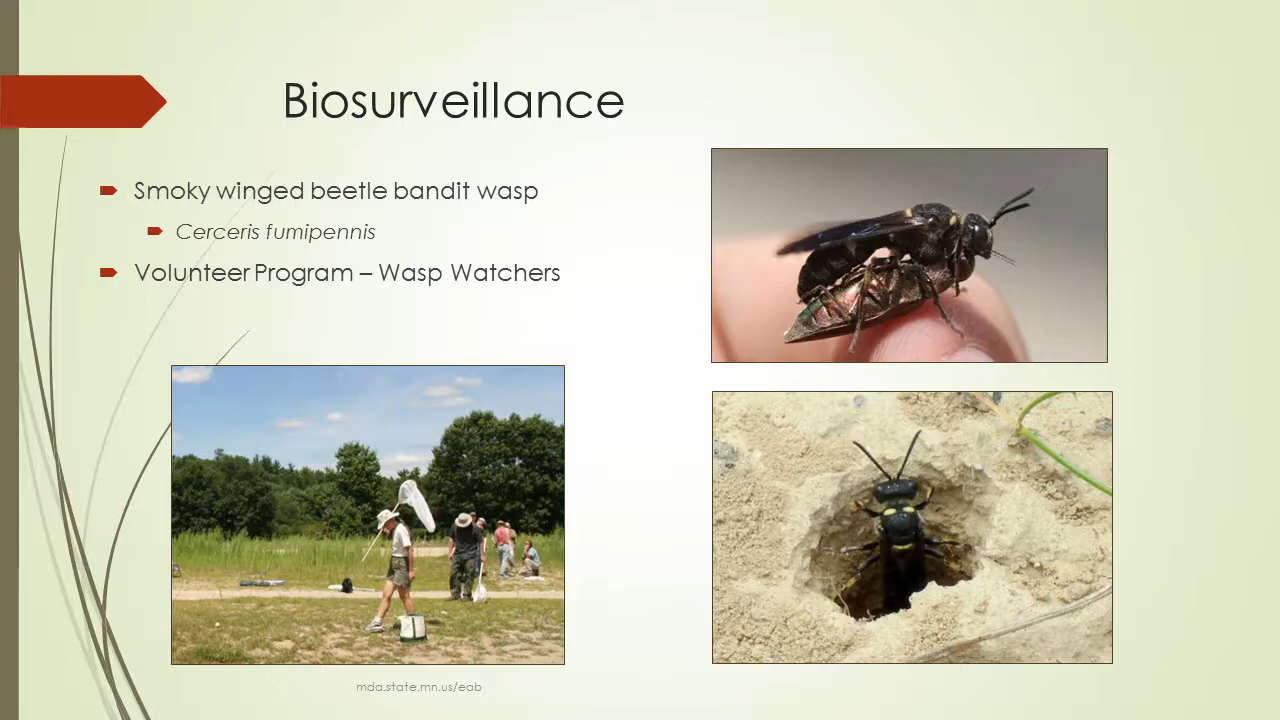 Biosurveillance
Smoky winged beetle bandit wasp
Cerceris fumipennis
Volunteer Program – Wasp Watchers
mda.state.mn.us/eab